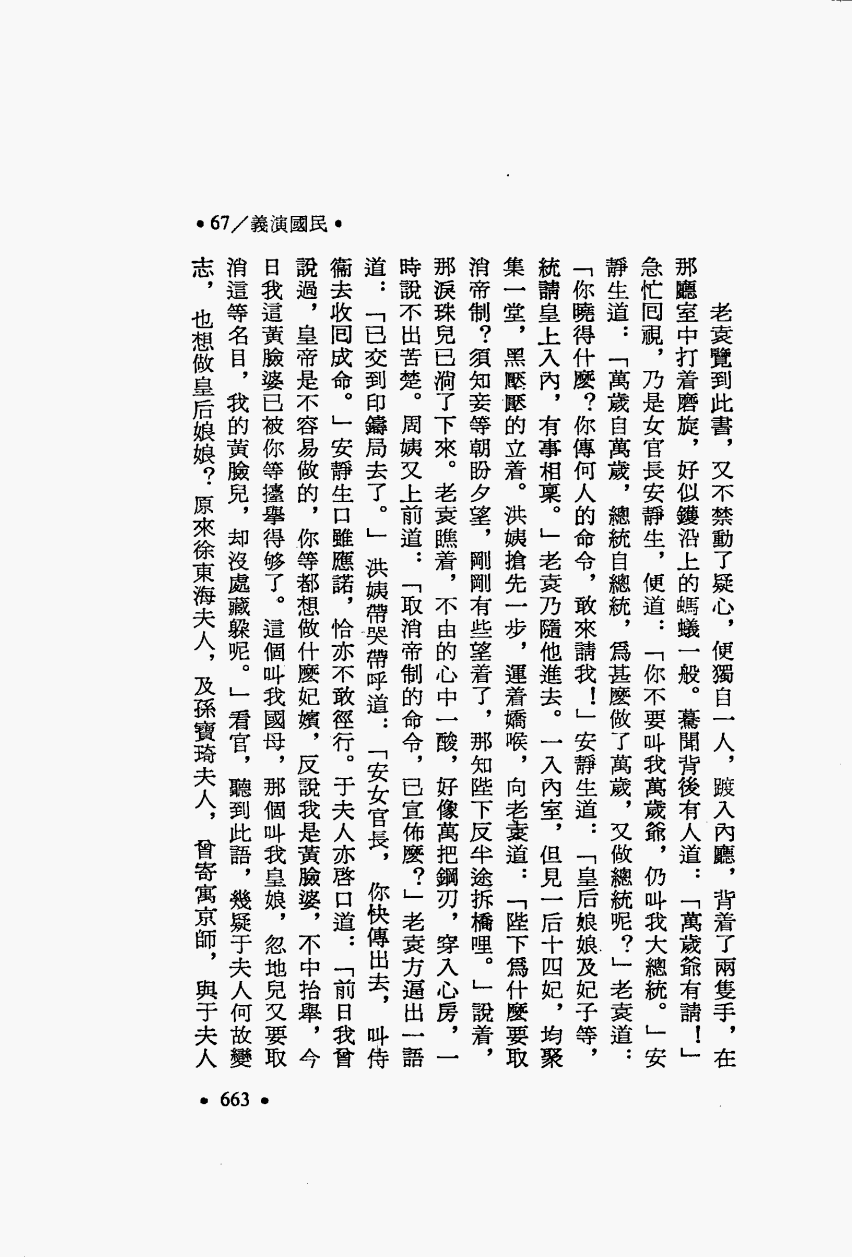 •67／義演國民•
老袁覽到此書，又不禁動了疑心，便獨自一人，踱入內廳，背着了兩隻手，在
那廳室中打着磨旋，好似鑊沿上的螞蟻一般。驀聞背後有人道：「萬歲爺有請！」
急忙回視，乃是女官長安靜生，便道：「你不要叫我萬歲爺，仍叫我大總統。」安
靜生道：「萬歲自萬歲，總統自總統，爲甚麼做了萬歲，又做總統呢？」老袁道：
「你曉得什麼？你傳何人的命令，敢來請我！」安靜生道：「皇后娘娘及妃子等，
統請皇上入內，有事相稟。」老袁乃隨他進去。一入內室，但見一后十四妃，均聚
集一堂，黑壓壓的立着。洪姨搶先一步，運着嬌喉，向老袁道：「陛下爲什麼要取
消帝制？須知妾等朝盼夕望，剛剛有些望着了，那知陛下反半途拆橋哩。」說着，
那淚珠兒已淌了下來。老袁瞧着，不由的心中一酸，好像萬把鋼刃，穿入心房，一
時說不出苦楚。周姨又上前道：「取消帝制的命令，已宣佈麼？」老袁方逼出一語
道：「已交到印鑄局去了。」洪姨帶哭帶呼道：「安女官長，你快傳出去，叫侍
衞去收回成命。」安靜生口雖應諾，恰亦不敢徑行。于夫人亦啓口道：「前日我曾
說過，皇帝是不容易做的，你等都想做什麼妃嬪，反說我是黃臉婆，不中抬舉，今
日我這黃臉婆已被你等擡舉得够了。這個叫我國母，那個叫我皇娘，忽地兒又要取
消這等名目，我的黃臉兒，却沒處藏躲呢。」看官，聽到此語，幾疑于夫人何故變
志，也想做皇后娘娘？原來徐東海夫人，及孫寶琦夫人，曾寄寓京師，與于夫人
•663•